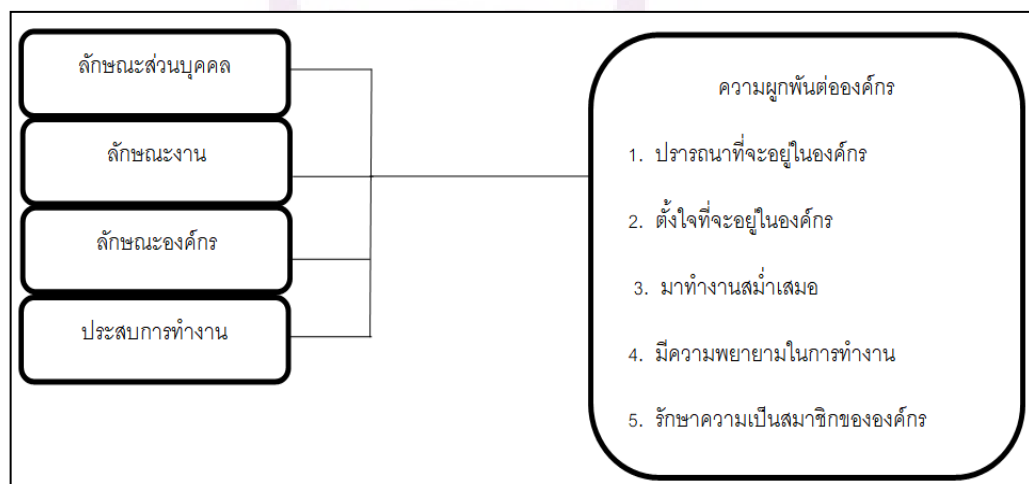 ลักษณะส่วนบุคคล
ลักษณะงาน
ลักษณะองค์กร
ประสบการทำงาน
ความผูกพันต่อองค์กร
1. ปรารถนาที่จะอยู่ในองค์กร
2. ตั้งใจที่จะอยู่ในองค์กร
3. มาทำงานสม่ำเสมอ
4. มีความพยายามในการทำงาน
5. รักษาความเป็นสมาชิกขององค์กร